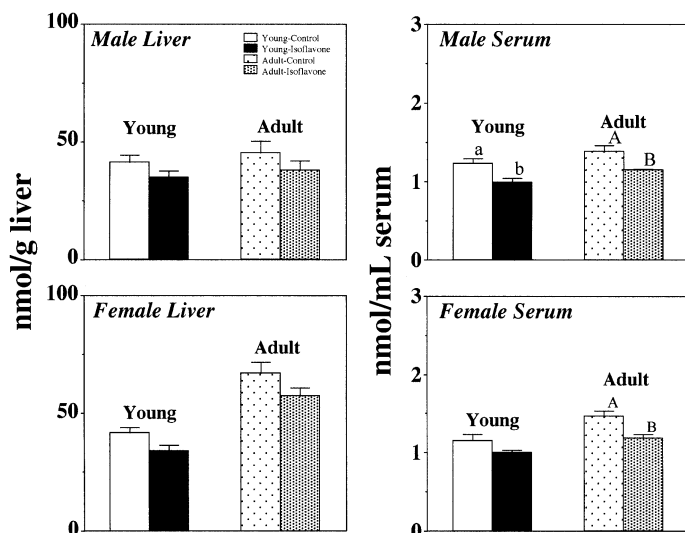 100
Male Liver
Young-Control
Young-Isoflavone
Adult-Control
Adult-Isoflavone
Young
Adult
50
0
nmol/g liver
3
Male Serum
2
Young
Adult
a
b
A
B
1
0
nmol/mL serum
100
Female Liver
Adult
Young
50
0
3
Female Serum
2
Adult
Young
A
B
1
0